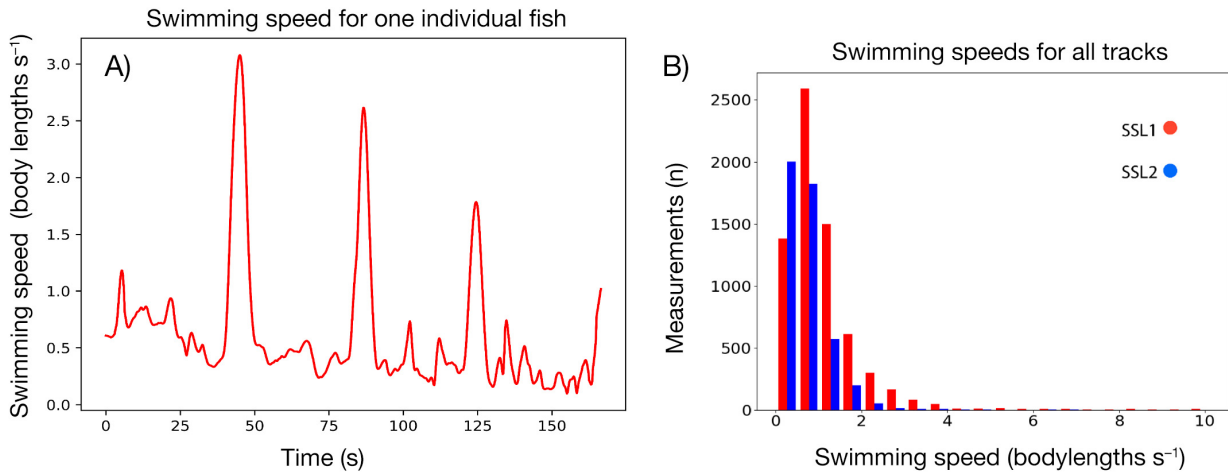 Swimming speed for one individual fish
A)
Swimming speed (body lengths s⁻¹)
3.0
2.5
2.0
1.5
1.0
0.5
0.0
0 25 50 75 100 125 150
Time (s)
Swimming speeds for all tracks
B)
Measurements (n)
2500
2000
1500
1000
500
0
SSL1
SSL2
0 2 4 6 8 10
Swimming speed (bodylengths s⁻¹)